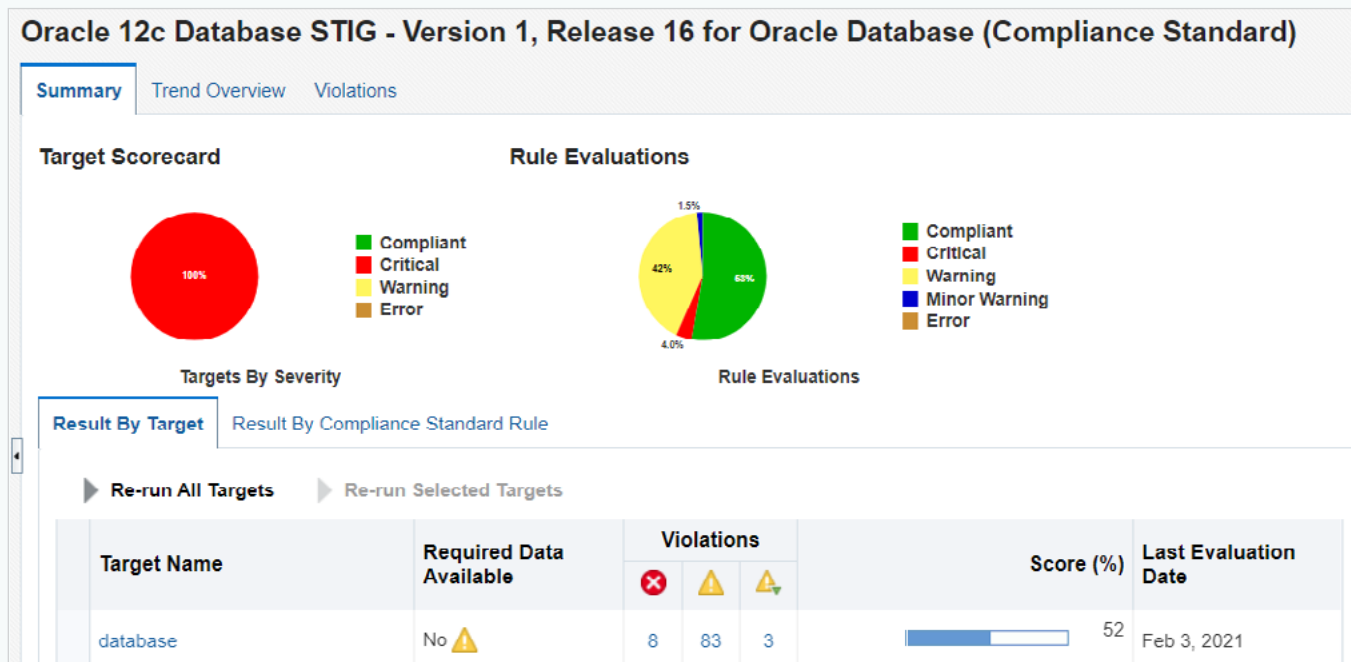 Oracle 12c Database STIG - Version 1, Release 16 for Oracle Database (Compliance Standard)
Summary Trend Overview Violations
Target Scorecard Rule Evaluations
100%
Compliant
Critical
Warning
Error
Targets By Severity
1.5%
42%
53%
4.0%
Compliant
Critical
Warning
Minor Warning
Error
Rule Evaluations
Result By Target Result By Compliance Standard Rule
Re-run All Targets Re-run Selected Targets
Target Name
Required Data
Available
Violations
Score (%)
Last Evaluation
Date
database No 8 83 3 52 Feb 3, 2021